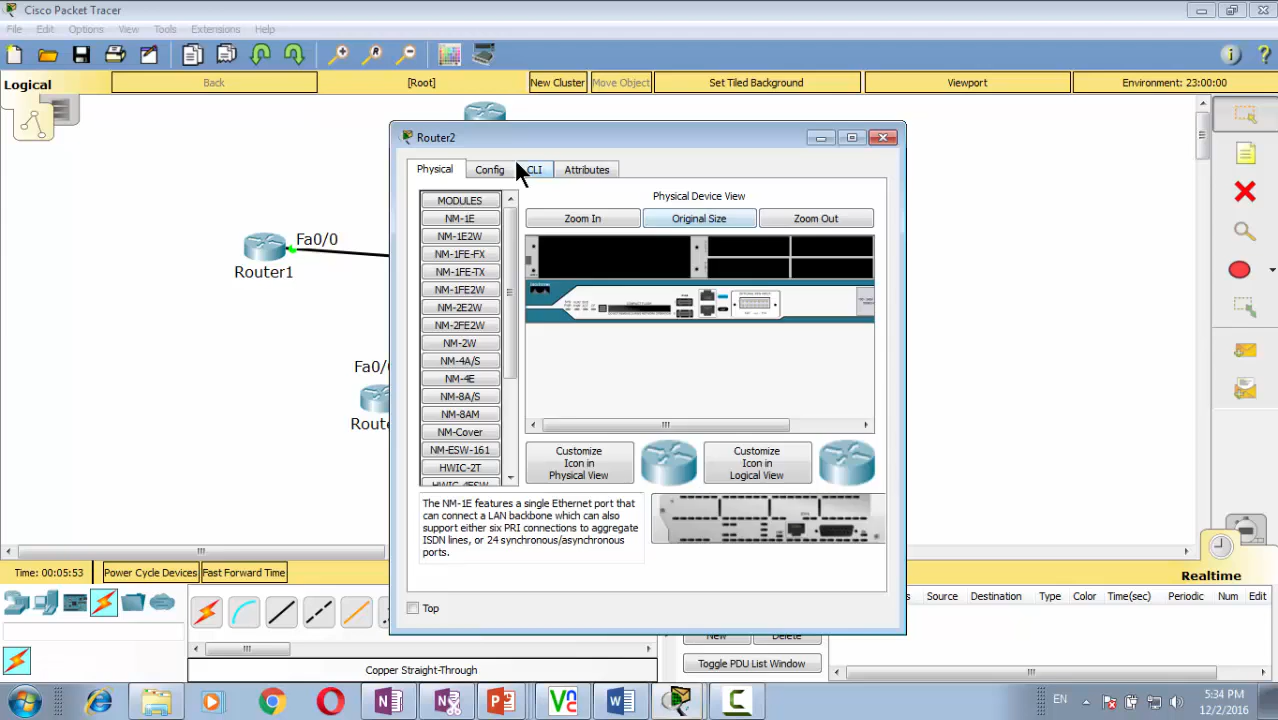 Cisco Packet Tracer
File Edit Options View Tools Extensions Help
Logical
Back
[Root]
New Cluster
Move Object
Set Tiled Background
Viewport
Environment: 23:00:00
Fa0/0
Router1
Fa0/
Route
Router2
Physical
Config
CLI
Attributes
MODULES
NM-1E
NM-1E2W
NM-1FE-FX
NM-1FE-TX
NM-1FE2W
NM-2E2W
NM-2FE2W
NM-2W
NM-4A/S
NM-4E
NM-8A/S
NM-8AM
NM-Cover
NM-ESW-161
HWIC-2T
HWIC-4ESW
Physical Device View
Zoom In
Original Size
Zoom Out
Customize
Icon in
Physical View
Customize
Icon in
Logical View
The NM-1E features a single Ethernet port that
can connect a LAN backbone which can also
support either six PRI connections to aggregate
ISDN lines, or 24 synchronous/asynchronous
ports.
Top
Time: 00:05:53
Power Cycle Devices
Fast Forward Time
Realtime
Source Destination Type Color Time(sec) Periodic Num Edit
New
Delete
Toggle PDU List Window
Copper Straight-Through
EN
5:34 PM
12/2/2016